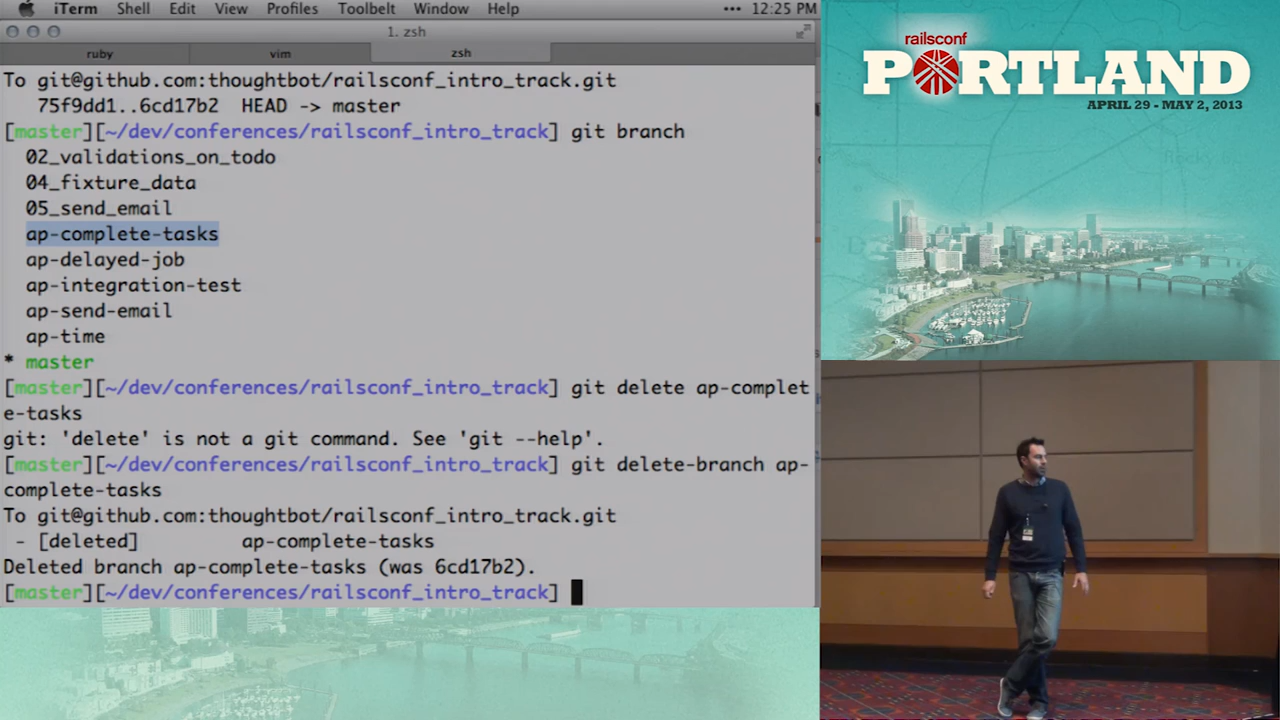 iTerm Shell Edit View Profiles Toolbelt Window Help ••• 12:25 PM
1. zsh
ruby vim zsh
To git@github.com:thoughtbot/railsconf_intro_track.git
75f9dd1..6cd17b2 HEAD -> master
[master][~/dev/conferences/railsconf_intro_track] git branch
02_validations_on_todo
04_fixture_data
05_send_email
ap-complete-tasks
ap-delayed-job
ap-integration-test
ap-send-email
ap-time
* master
[master][~/dev/conferences/railsconf_intro_track] git delete ap-complet
e-tasks
git: 'delete' is not a git command. See 'git --help'.
[master][~/dev/conferences/railsconf_intro_track] git delete-branch ap-
complete-tasks
To git@github.com:thoughtbot/railsconf_intro_track.git
- [deleted] ap-complete-tasks
Deleted branch ap-complete-tasks (was 6cd17b2).
[master][~/dev/conferences/railsconf_intro_track]
railsconf
PORTLAND
APRIL 29 - MAY 2, 2013